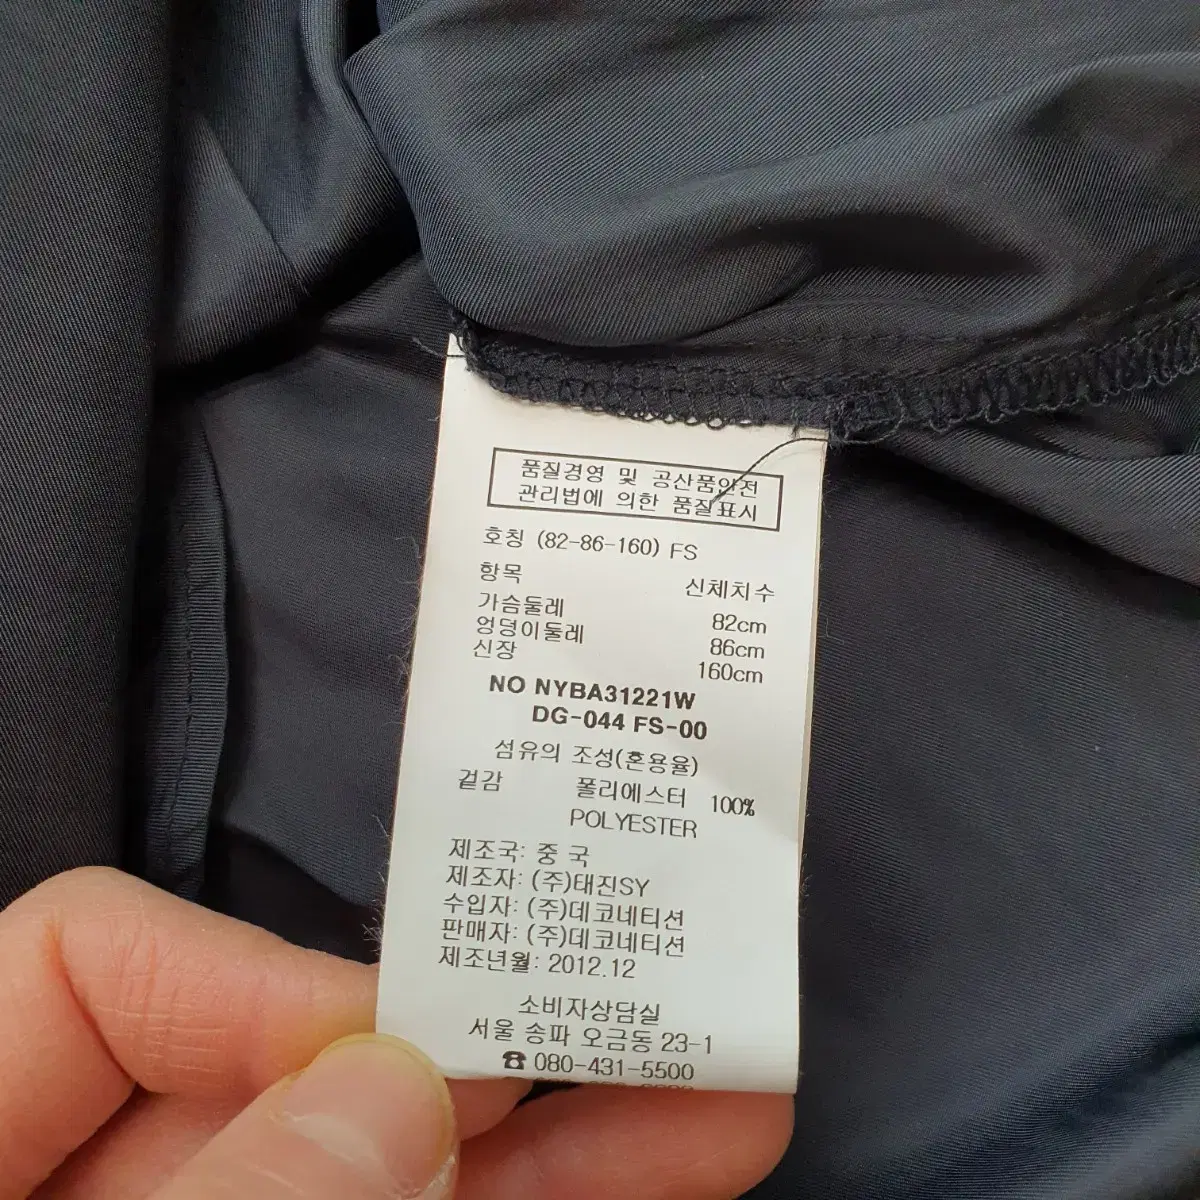 품질경영 및 공산품안전
관리법에 의한 품질표시
호칭 (82-86-160) FS
항목 신체치수
가슴둘레 82cm
엉덩이둘레 86cm
신장 160cm
NO NYBA31221W
DG-044 FS-00
섬유의 조성(혼용율)
겉감 폴리에스터 100%
POLYESTER
제조국: 중 국
제조자: (주)태진SY
수입자: (주)데코네티션
판매자: (주)데코네티션
제조년월: 2012.12
소비자상담실
서울 송파 오금동 23-1
☎ 080-431-5500